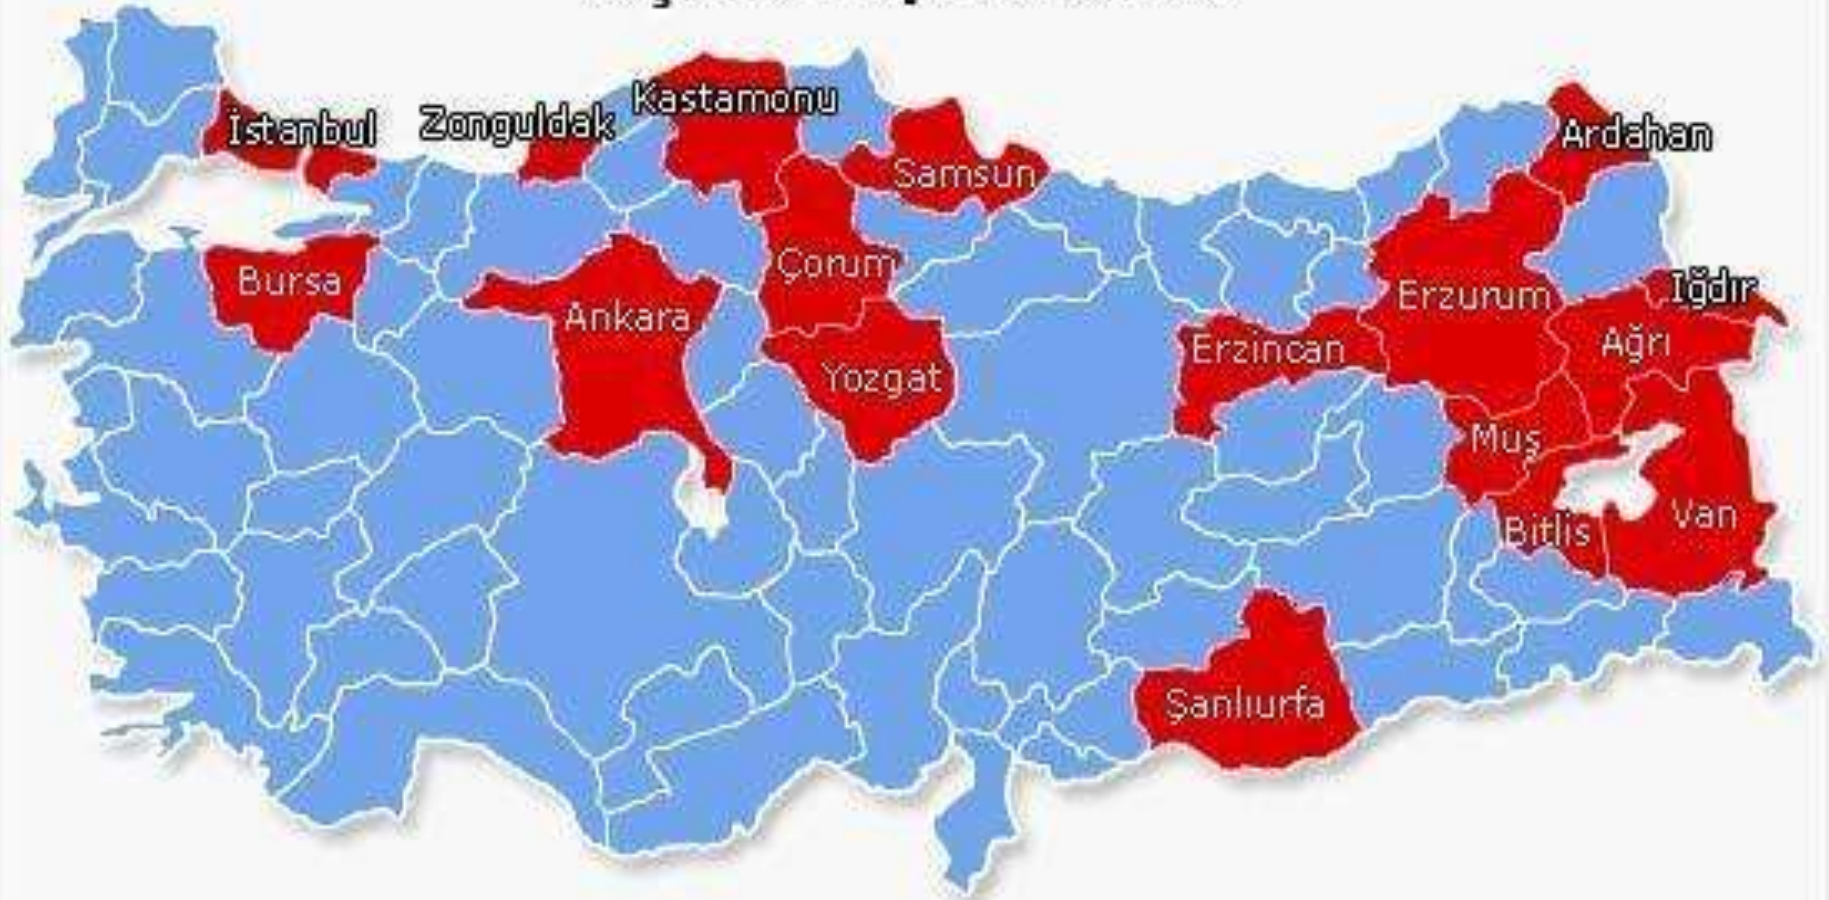 Kastamonu
İstanbul
Zonguldak
Ardahan
Samsun
Çorum
Bursa
Iğdır
Erzurum
Ankara
Ağrı
Erzincan
Yozgat
Muş
Van
Bitlis
Şanlıurfa